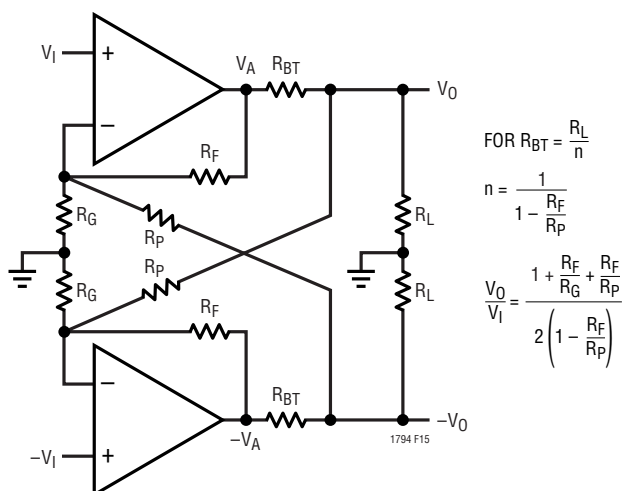 V_I
+
V_A
R_BT
V_O
−
R_F
FOR R_BT = R_L/n
n = 1/(1 − R_F/R_P)
R_G
R_P
R_L
R_P
R_G
R_L
V_O/V_I = (1 + R_F/R_G + R_F/R_P)/(2(1 − R_F/R_P))
R_F
−
R_BT
−V_O
−V_A
1794 F15
−V_I
+